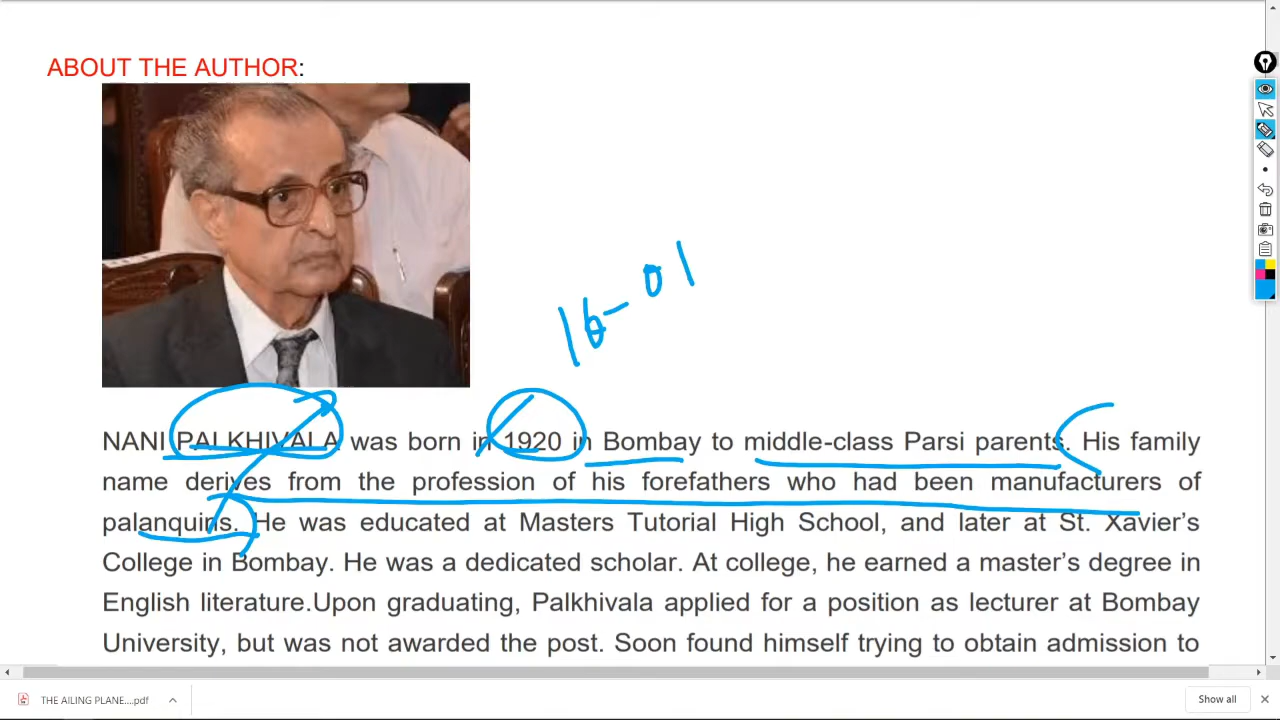 ABOUT THE AUTHOR:
16-01
NANI PALKHIVALA was born in 1920 in Bombay to middle-class Parsi parents. His family
name derives from the profession of his forefathers who had been manufacturers of
palanquins. He was educated at Masters Tutorial High School, and later at St. Xavier’s
College in Bombay. He was a dedicated scholar. At college, he earned a master’s degree in
English literature.Upon graduating, Palkhivala applied for a position as lecturer at Bombay
University, but was not awarded the post. Soon found himself trying to obtain admission to
THE AILING PLANE....pdf
Show all